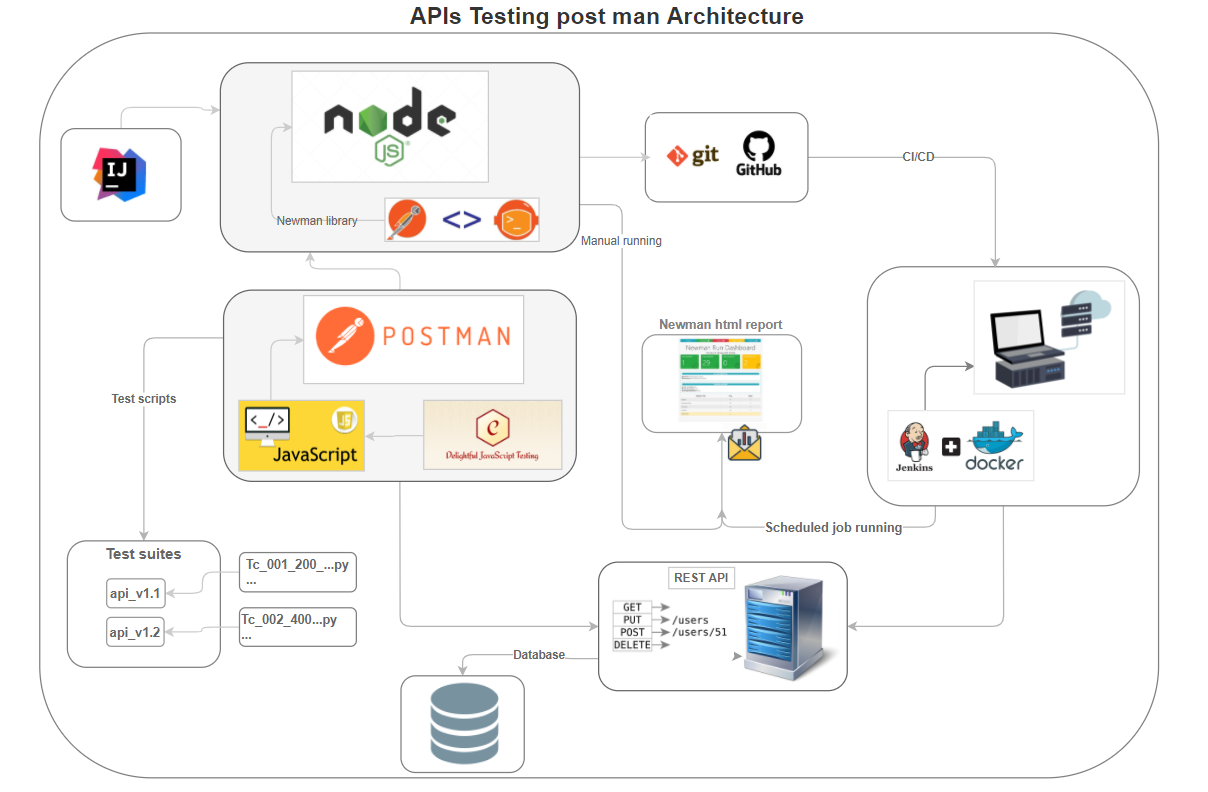 APIs Testing post man Architecture
node
JS
IJ
Newman library
git
GitHub
CI/CD
Manual running
POSTMAN
Test scripts
<_/>
JS
JavaScript
C
Delightful JavaScript Testing
Newman html report
Newman Run Dashboard
Jenkins
docker
Scheduled job running
Test suites
api_v1.1
api_v1.2
Tc_001_200_...py
...
Tc_002_400...py
...
REST API
GET
PUT
POST
DELETE
/users
/users/51
Database